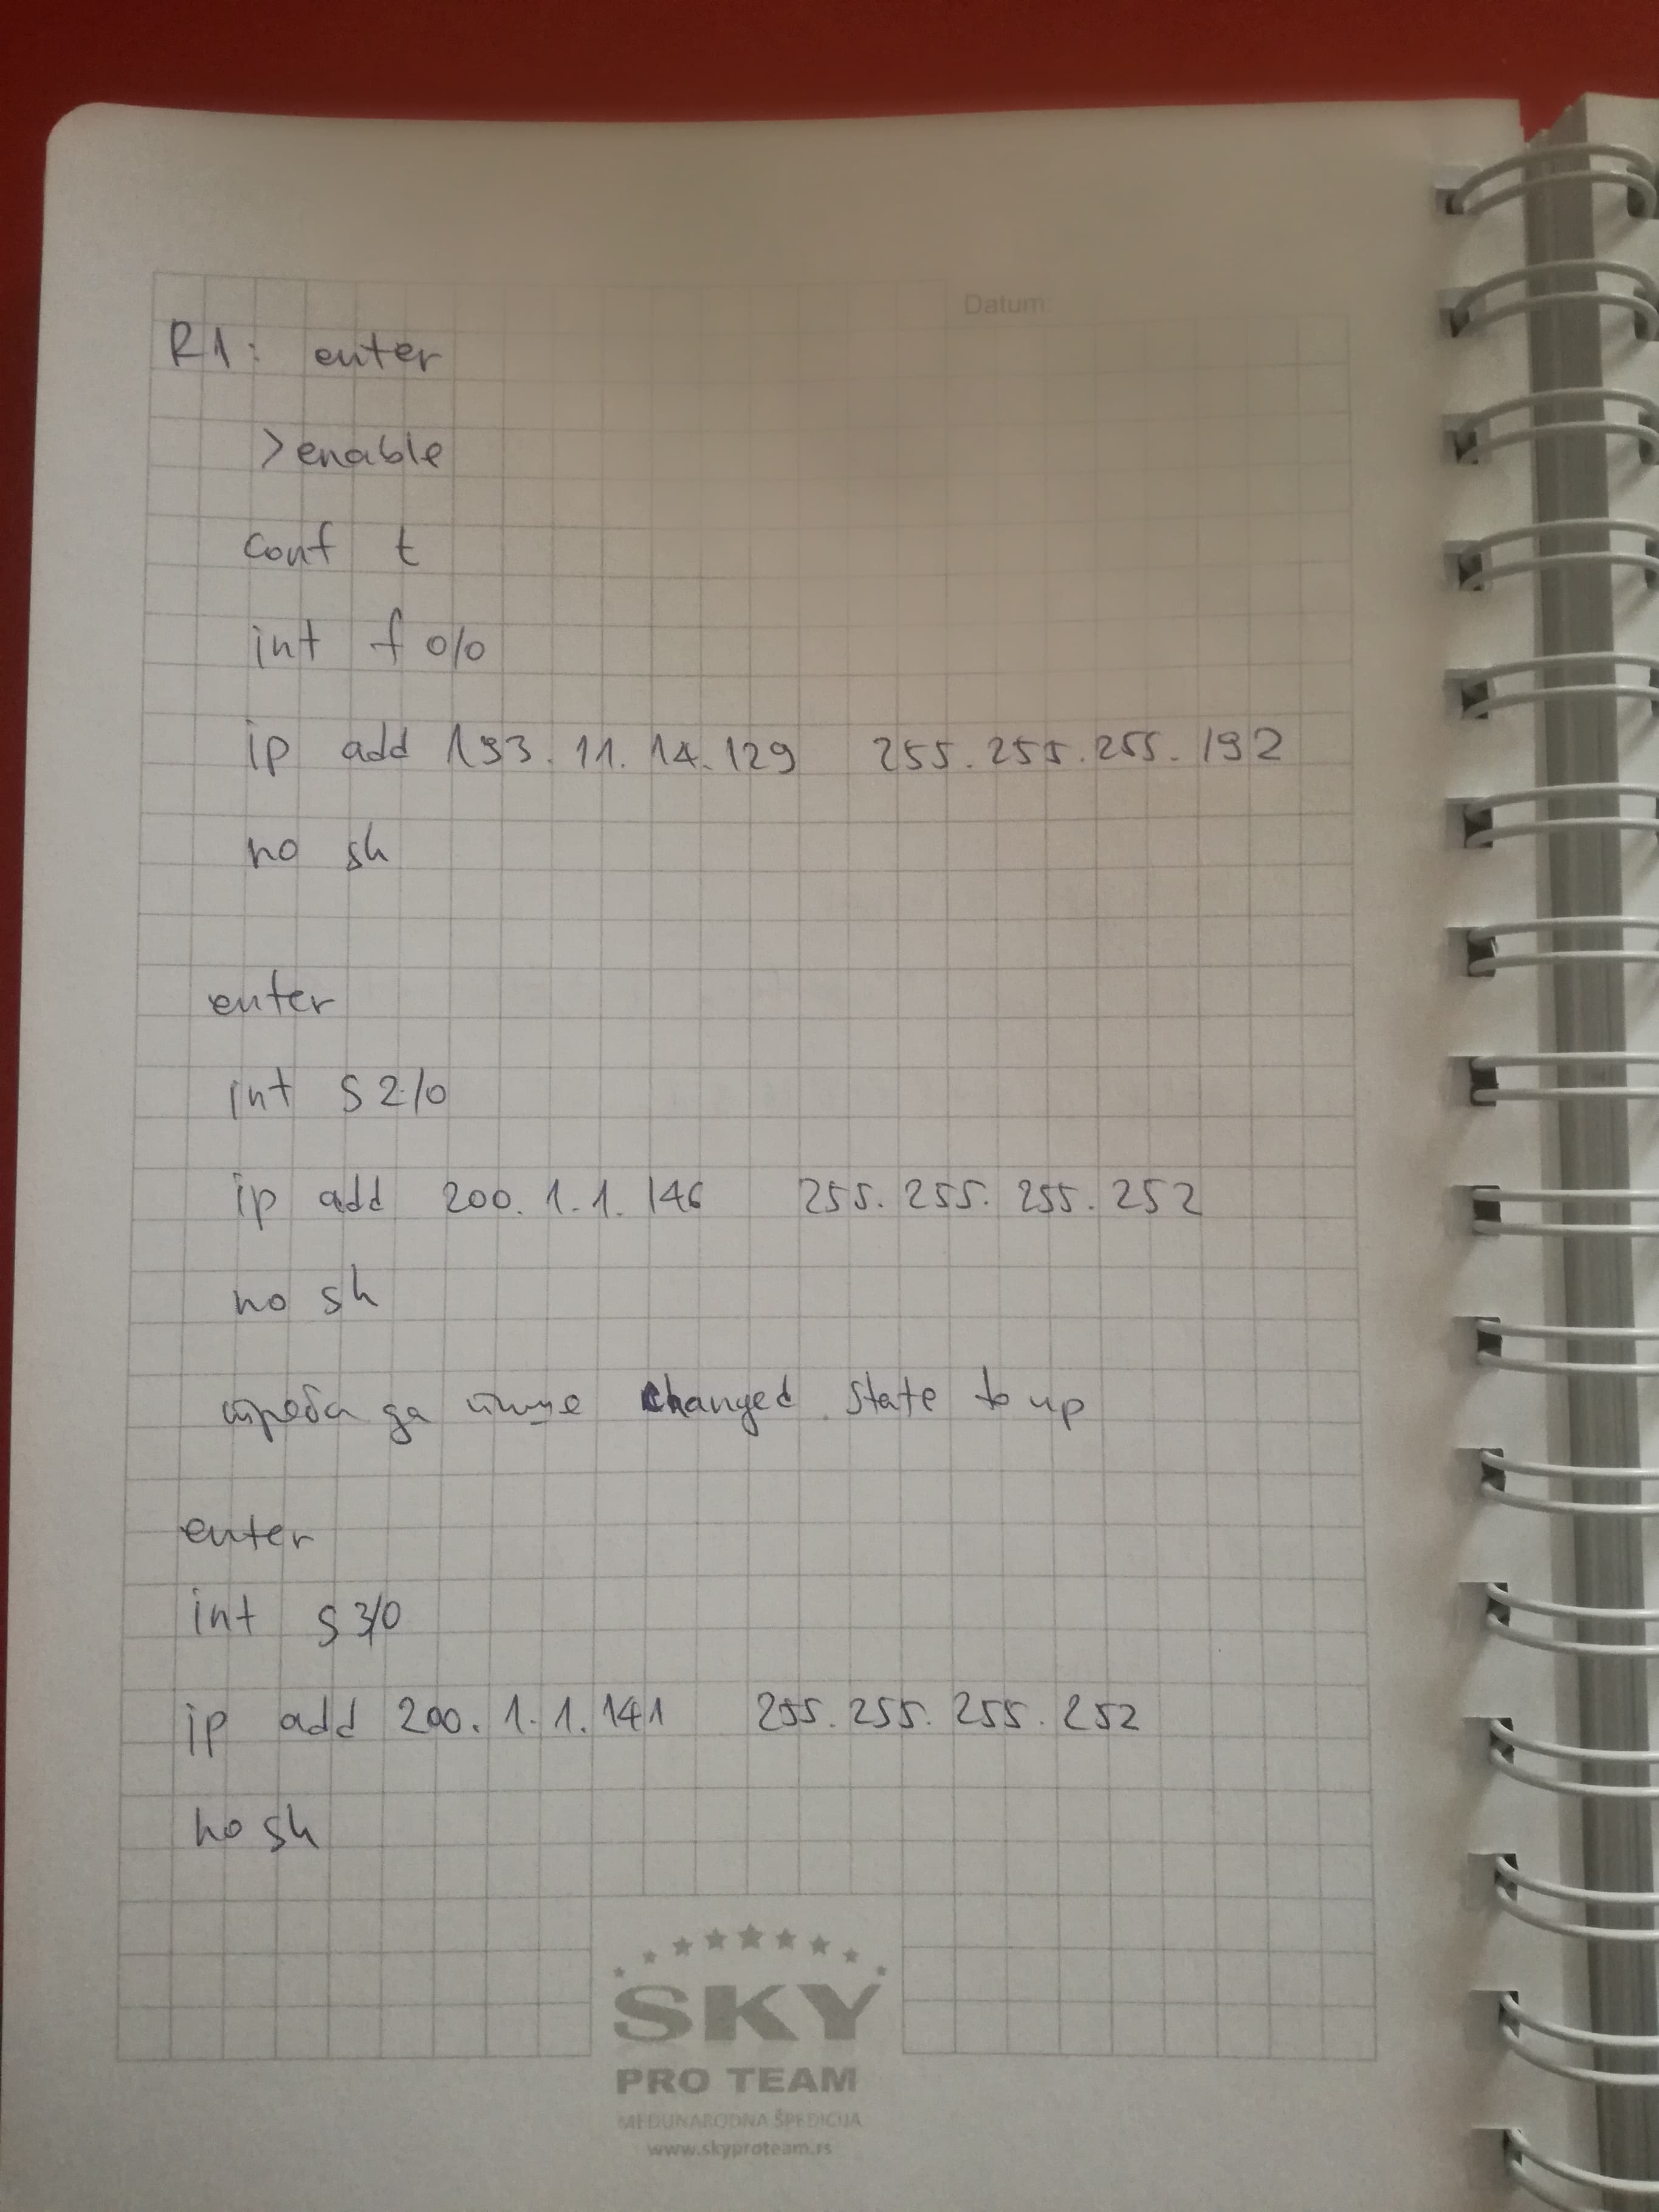 Datum
R1: enter
>enable
conf t
int f 0/0
ip add 193.11.14.129 255.255.255.192
no sh
enter
int S 2/0
ip add 200.1.1.146 255.255.255.252
no sh
треба да пише changed state to up
enter
int s 3/0
ip add 200.1.1.141 255.255.255.252
no sh
SKY
PRO TEAM
MEĐUNARODNA ŠPEDICIJA
www.skyproteam.rs